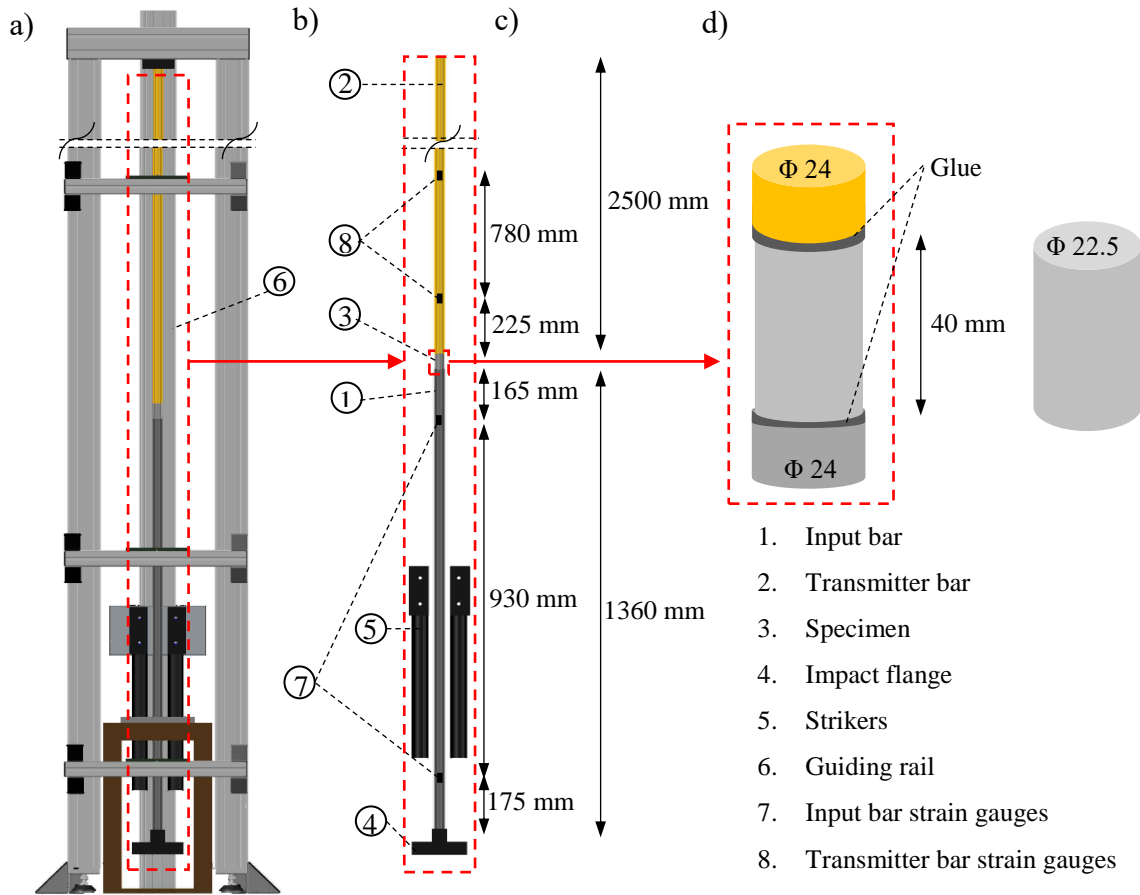 a)
b)
c)
d)
2
8
3
1
5
7
4
6
780 mm
225 mm
165 mm
930 mm
175 mm
2500 mm
1360 mm
Φ 24
Glue
40 mm
Φ 24
Φ 22.5
1. Input bar
2. Transmitter bar
3. Specimen
4. Impact flange
5. Strikers
6. Guiding rail
7. Input bar strain gauges
8. Transmitter bar strain gauges